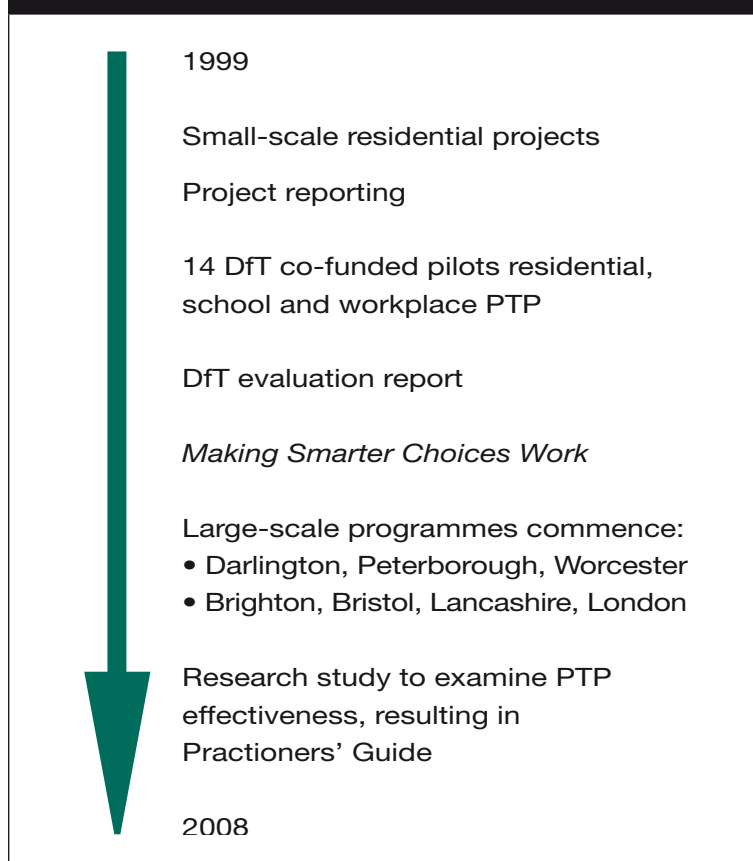 1999
Small-scale residential projects
Project reporting
14 DfT co-funded pilots residential,
school and workplace PTP
DfT evaluation report
Making Smarter Choices Work
Large-scale programmes commence:
• Darlington, Peterborough, Worcester
• Brighton, Bristol, Lancashire, London
Research study to examine PTP
effectiveness, resulting in
Practioners’ Guide
2008